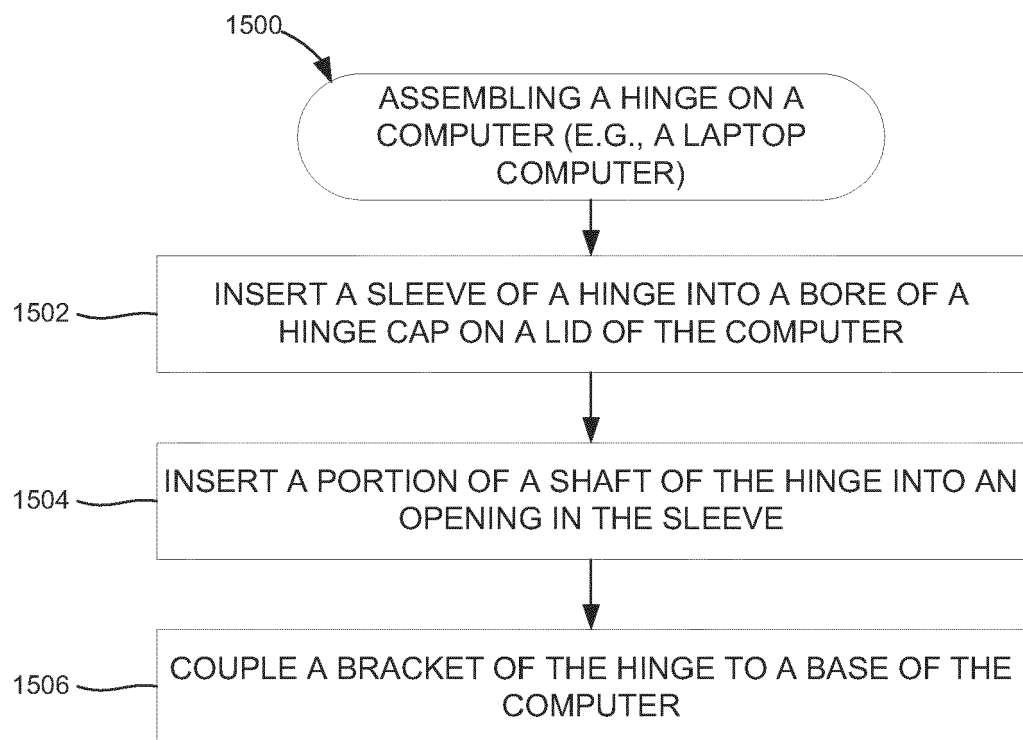 1500
ASSEMBLING A HINGE ON A
COMPUTER (E.G., A LAPTOP
COMPUTER)
1502
INSERT A SLEEVE OF A HINGE INTO A BORE OF A
HINGE CAP ON A LID OF THE COMPUTER
1504
INSERT A PORTION OF A SHAFT OF THE HINGE INTO AN
OPENING IN THE SLEEVE
1506
COUPLE A BRACKET OF THE HINGE TO A BASE OF THE
COMPUTER